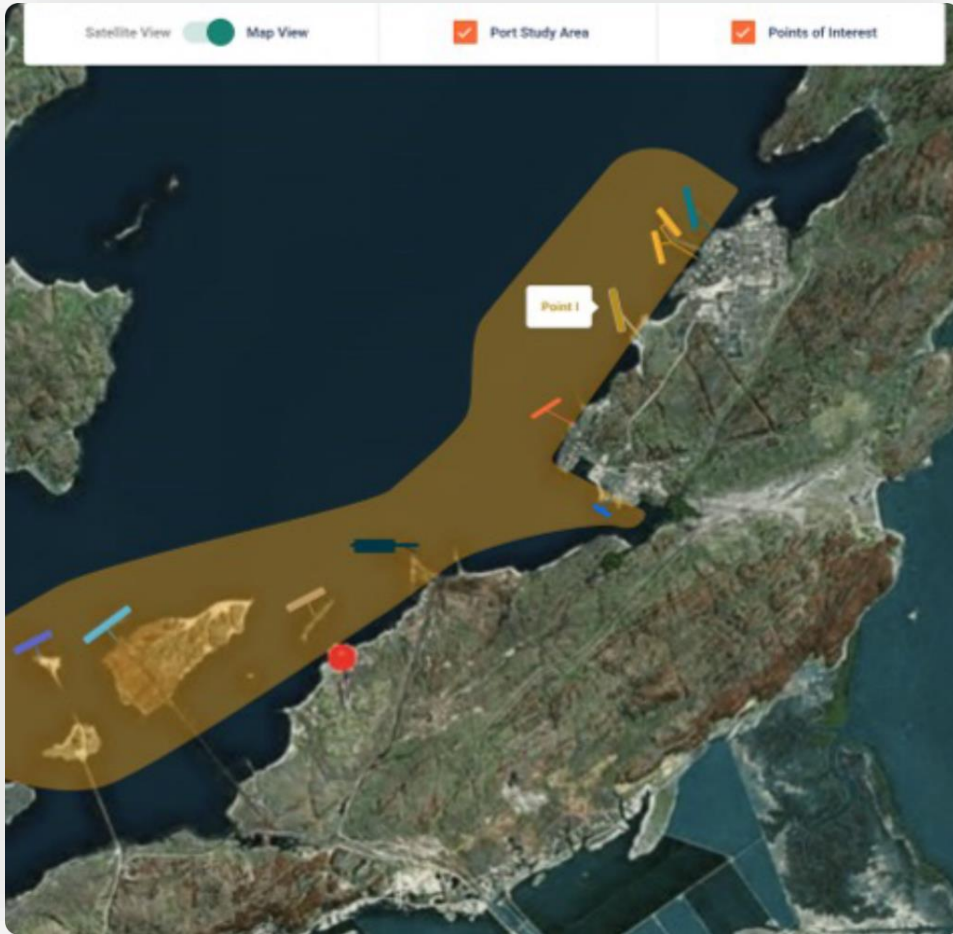 Satellite View
Map View
Port Study Area
Points of Interest
Point I